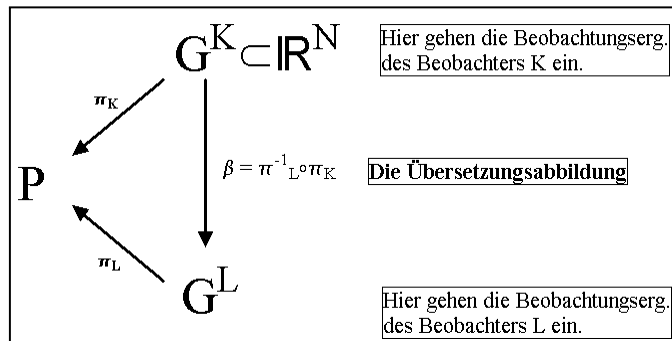 G^K ⊂ ℝ^N
Hier gehen die Beobachtungserg.
des Beobachters K ein.
π_K
P
β = π^-1_L∘π_K
Die Übersetzungsabbildung
π_L
G^L
Hier gehen die Beobachtungserg.
des Beobachters L ein.